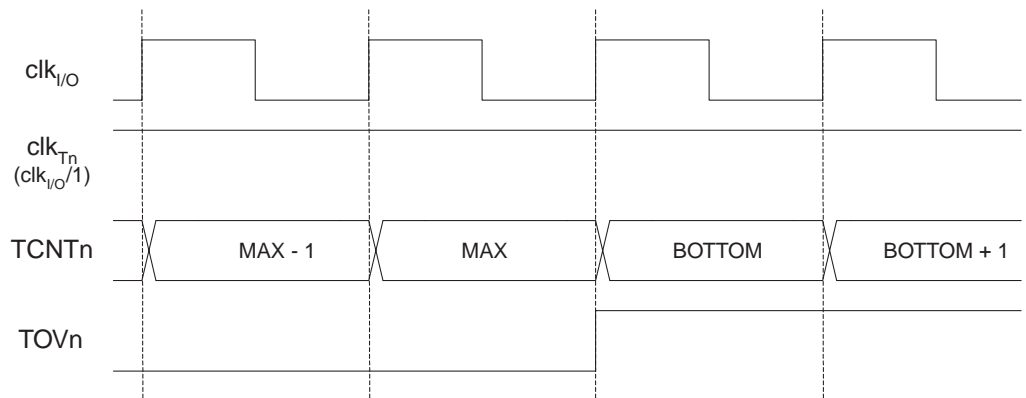 clkI/O
clkTn
(clkI/O/1)
TCNTn
MAX - 1
MAX
BOTTOM
BOTTOM + 1
TOVn